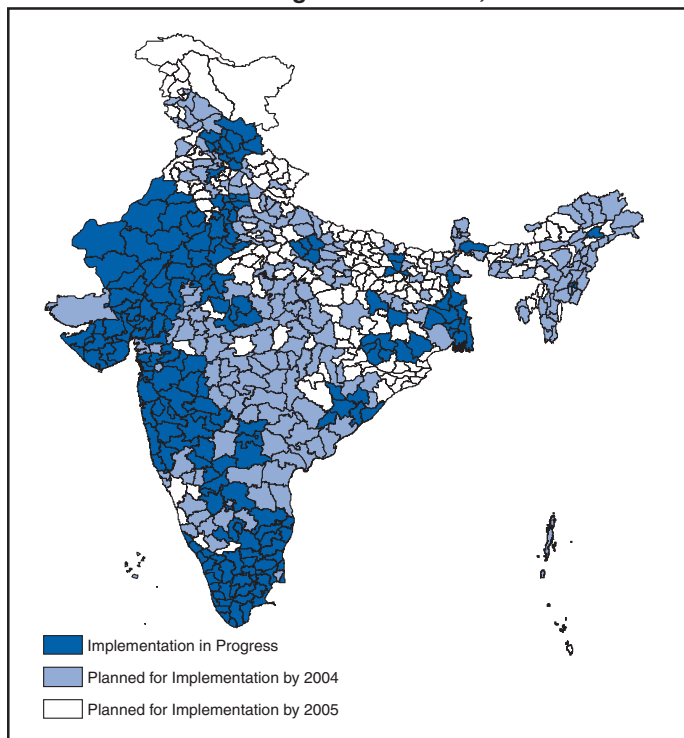 Implementation in Progress
Planned for Implementation by 2004
Planned for Implementation by 2005